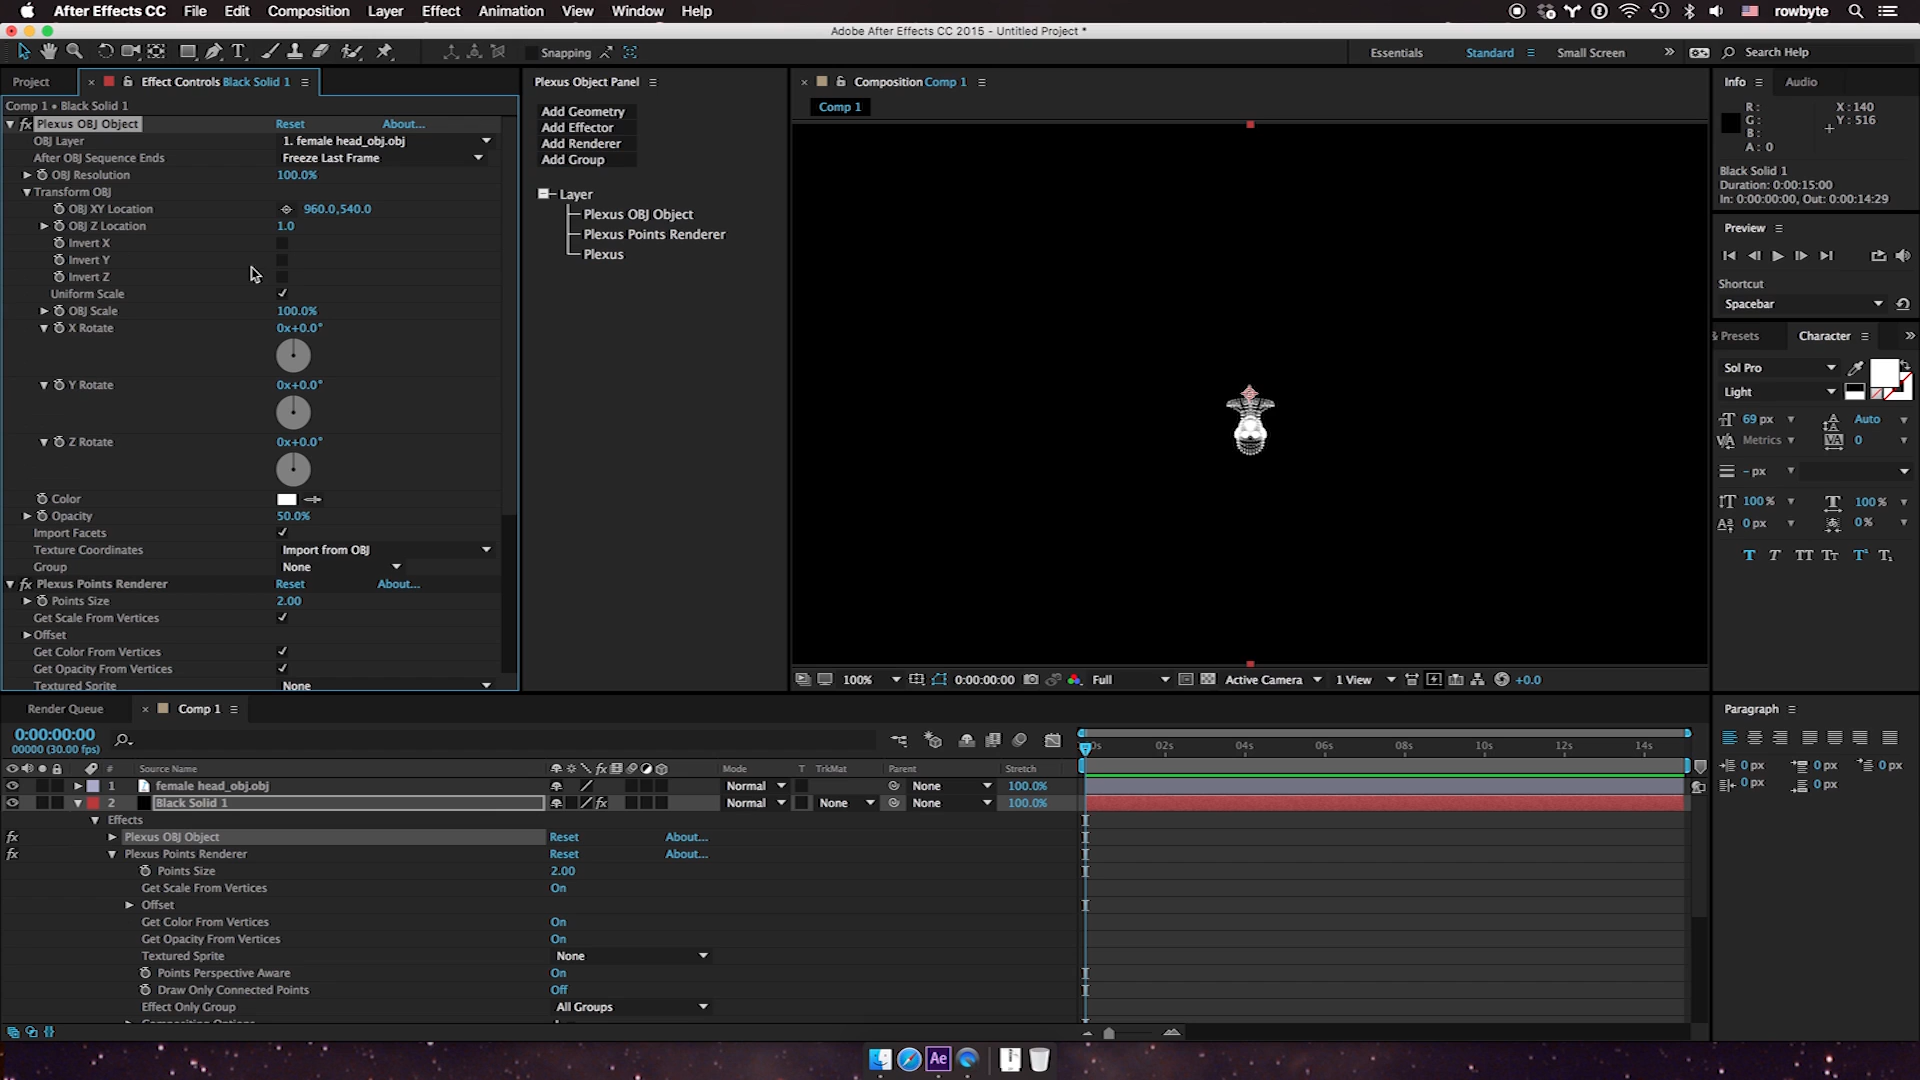 After Effects CC File Edit Composition Layer Effect Animation View Window Help rowbyte
Adobe After Effects CC 2015 - Untitled Project *
Snapping Essentials Standard Small Screen Search Help
Project Effect Controls Black Solid 1
Comp 1 • Black Solid 1
fx Plexus OBJ Object Reset About...
OBJ Layer 1. female head_obj.obj
After OBJ Sequence Ends Freeze Last Frame
OBJ Resolution 100.0%
Transform OBJ
OBJ XY Location 960.0,540.0
OBJ Z Location 1.0
Invert X
Invert Y
Invert Z
Uniform Scale
OBJ Scale 100.0%
X Rotate 0x+0.0°
Y Rotate 0x+0.0°
Z Rotate 0x+0.0°
Color
Opacity 50.0%
Import Facets
Texture Coordinates Import from OBJ
Group None
fx Plexus Points Renderer Reset About...
Points Size 2.00
Get Scale From Vertices
Offset
Get Color From Vertices
Get Opacity From Vertices
Textured Sprite None
Plexus Object Panel
Add Geometry
Add Effector
Add Renderer
Add Group
Layer
Plexus OBJ Object
Plexus Points Renderer
Plexus
Composition Comp 1
Comp 1
100% 0:00:00:00 Full Active Camera 1 View +0.0
Info Audio
R: X: 140
G: Y: 516
B:
A: 0
Black Solid 1
Duration: 0:00:15:00
In: 0:00:00:00, Out: 0:00:14:29
Preview
Shortcut
Spacebar
& Presets Character
Sol Pro
Light
69 px Auto
Metrics 0
- px
100 % 100 %
0 px 0 %
T T TT Tт T¹ T₁
Paragraph
0 px 0 px 0 px
0 px 0 px
Render Queue Comp 1
0:00:00:00
00000 (30.00 fps)
0s 02s 04s 06s 08s 10s 12s 14s
# Source Name Mode T TrkMat Parent Stretch
1 female head_obj.obj Normal None 100.0%
2 Black Solid 1 fx Normal None None 100.0%
Effects
fx Plexus OBJ Object Reset About...
fx Plexus Points Renderer Reset About...
Points Size 2.00
Get Scale From Vertices On
Offset
Get Color From Vertices On
Get Opacity From Vertices On
Textured Sprite None
Points Perspective Aware On
Draw Only Connected Points Off
Effect Only Group All Groups
Ae